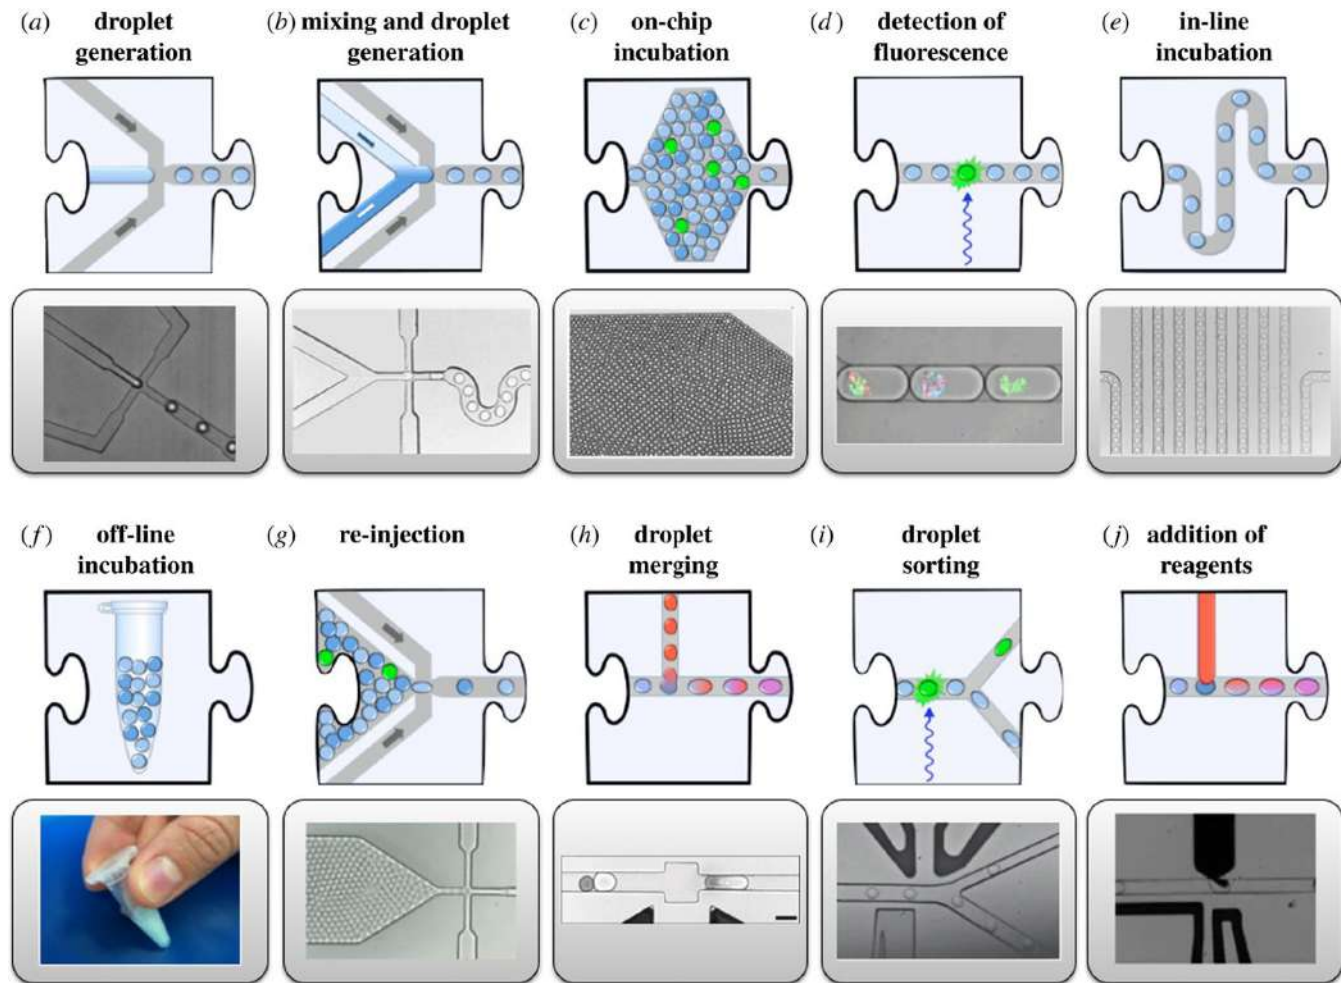 (a) droplet generation
(b) mixing and droplet generation
(c) on-chip incubation
(d) detection of fluorescence
(e) in-line incubation
(f) off-line incubation
(g) re-injection
(h) droplet merging
(i) droplet sorting
(j) addition of reagents